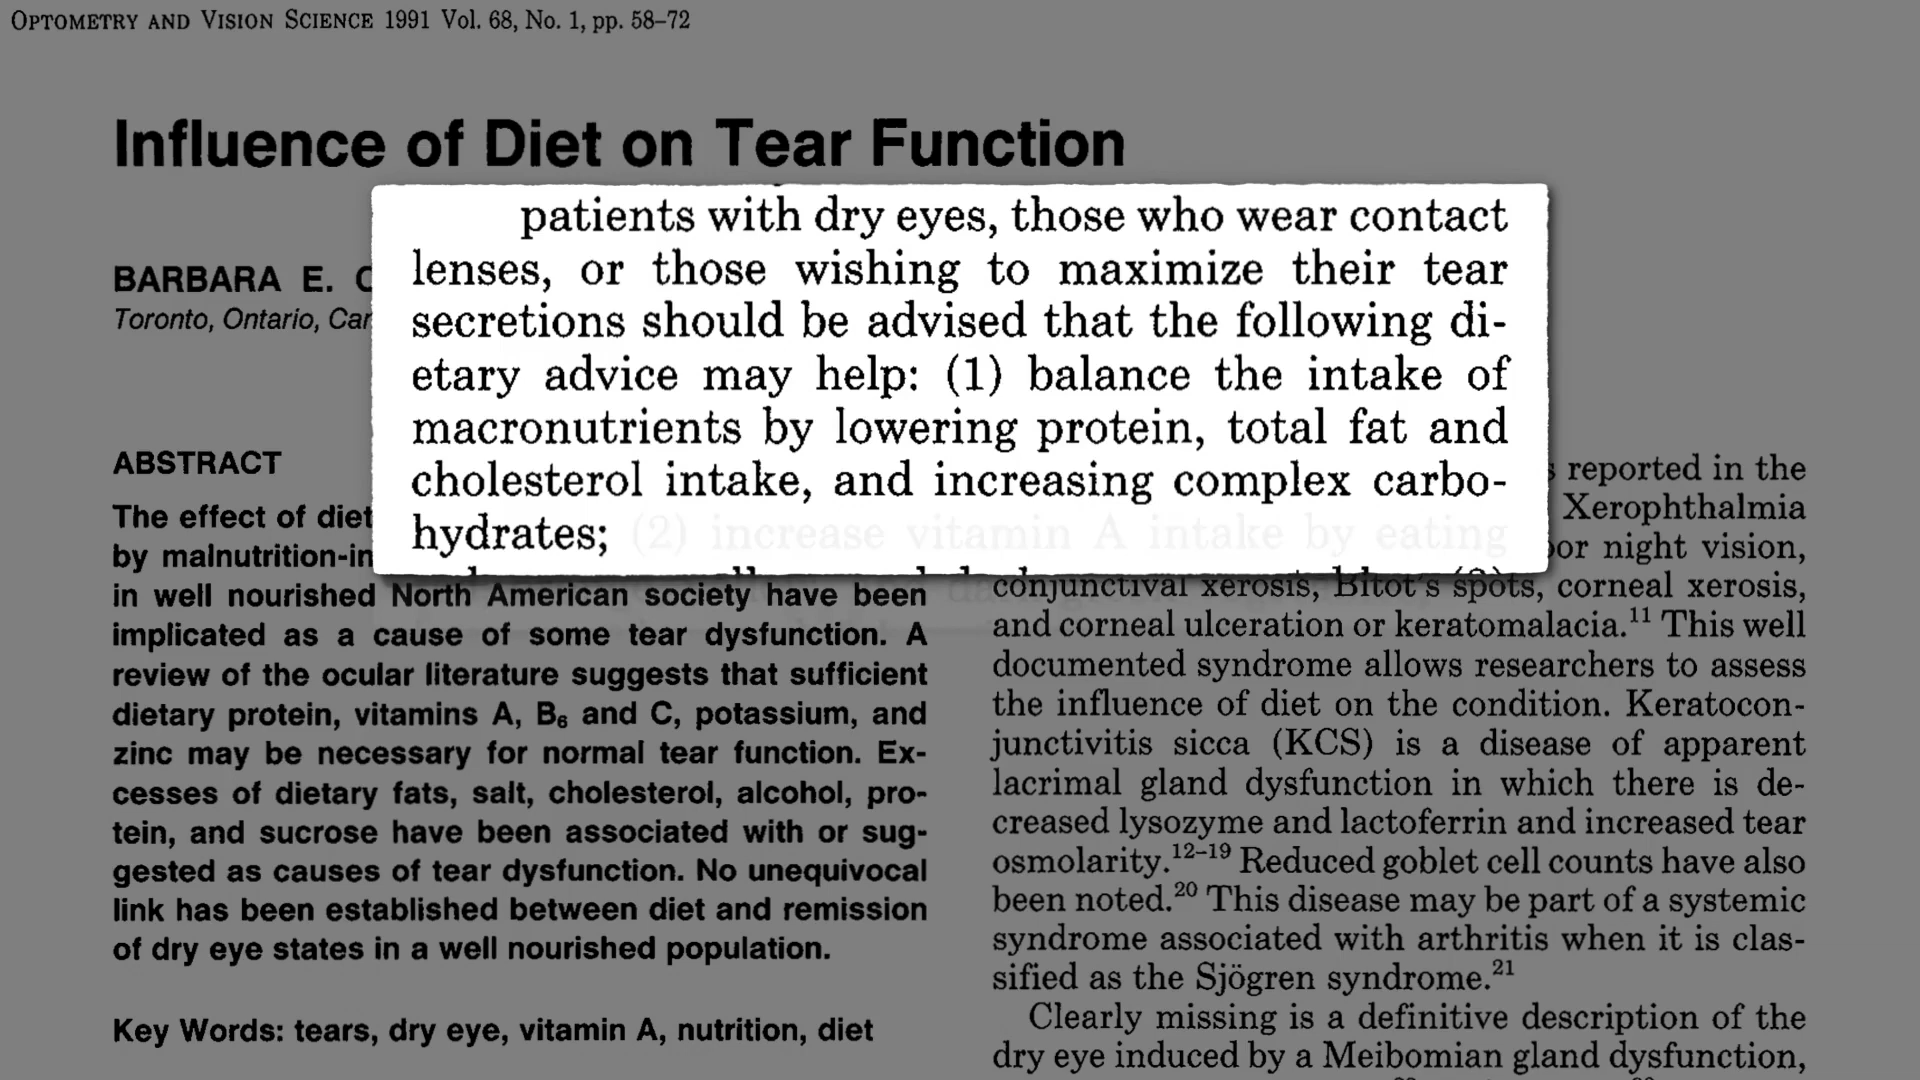 OPTOMETRY AND VISION SCIENCE 1991 Vol. 68, No. 1, pp. 58–72
Influence of Diet on Tear Function
BARBARA E.
Toronto, Ontario,
patients with dry eyes, those who wear contact
lenses, or those wishing to maximize their tear
secretions should be advised that the following di-
etary advice may help: (1) balance the intake of
macronutrients by lowering protein, total fat and
cholesterol intake, and increasing complex carbo-
hydrates; (2) increase vitamin A intake by eating
ABSTRACT
The effect of diet
by malnutrition-in
in well nourished North American society have been
implicated as a cause of some tear dysfunction. A
review of the ocular literature suggests that sufficient
dietary protein, vitamins A, B₆ and C, potassium, and
zinc may be necessary for normal tear function. Ex-
cesses of dietary fats, salt, cholesterol, alcohol, pro-
tein, and sucrose have been associated with or sug-
gested as causes of tear dysfunction. No unequivocal
link has been established between diet and remission
of dry eye states in a well nourished population.
Key Words: tears, dry eye, vitamin A, nutrition, diet
reported in the
Xerophthalmia
or night vision,
conjunctival xerosis, Bitot's spots, corneal xerosis,
and corneal ulceration or keratomalacia.¹¹ This well
documented syndrome allows researchers to assess
the influence of diet on the condition. Keratocon-
junctivitis sicca (KCS) is a disease of apparent
lacrimal gland dysfunction in which there is de-
creased lysozyme and lactoferrin and increased tear
osmolarity.¹²⁻¹⁹ Reduced goblet cell counts have also
been noted.²⁰ This disease may be part of a systemic
syndrome associated with arthritis when it is clas-
sified as the Sjögren syndrome.²¹
Clearly missing is a definitive description of the
dry eye induced by a Meibomian gland dysfunction,